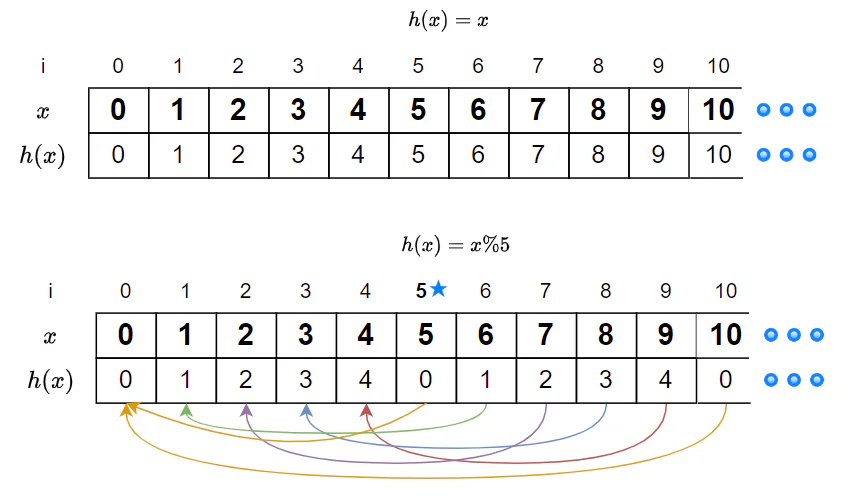 h(x) = x
i 0 1 2 3 4 5 6 7 8 9 10
x 0 1 2 3 4 5 6 7 8 9 10
h(x) 0 1 2 3 4 5 6 7 8 9 10
h(x) = x%5
i 0 1 2 3 4 5★ 6 7 8 9 10
x 0 1 2 3 4 5 6 7 8 9 10
h(x) 0 1 2 3 4 0 1 2 3 4 0